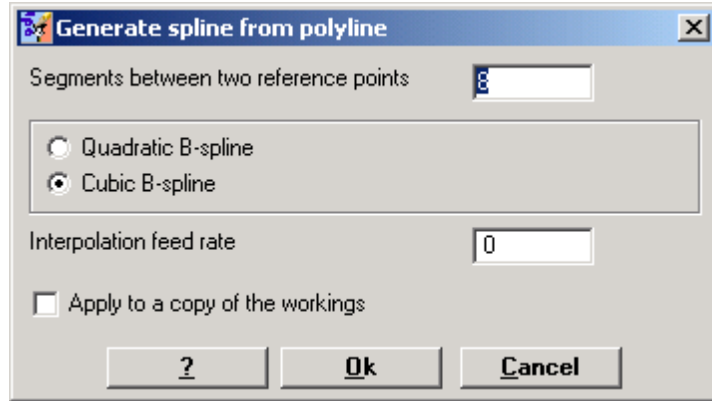 Generate spline from polyline
Segments between two reference points 8
Quadratic B-spline
Cubic B-spline
Interpolation feed rate 0
Apply to a copy of the workings
? Ok Cancel